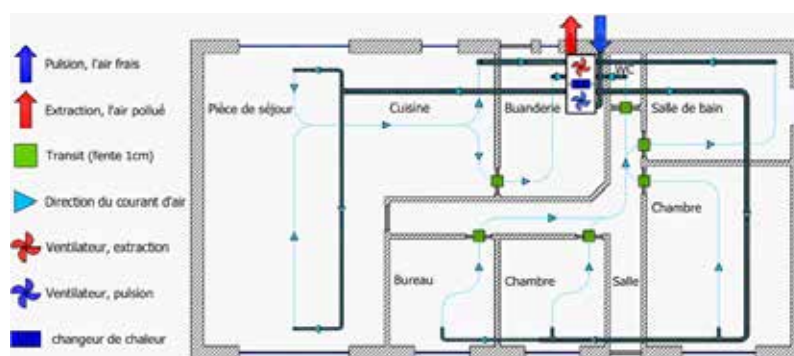 Pulsion, l'air frais
Extraction, l'air pollué
Transit (fente 1cm)
Direction du courant d'air
Ventilateur, extraction
Ventilateur, pulsion
changeur de chaleur
WC
Pièce de séjour
Cuisine
Buanderie
Salle de bain
Chambre
Bureau
Chambre
Salle